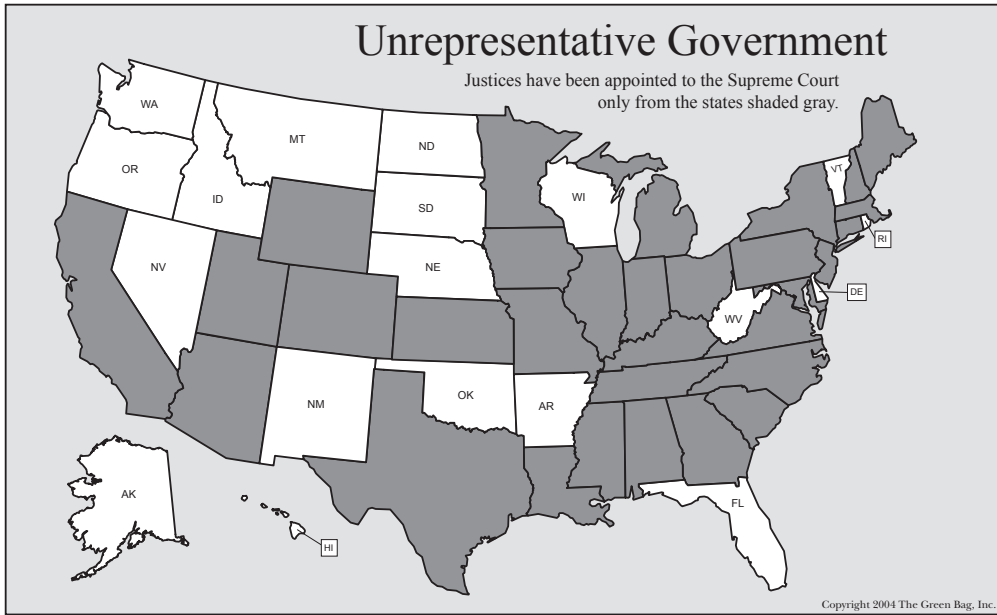 Unrepresentative Government
Justices have been appointed to the Supreme Court
only from the states shaded gray.
WA
MT
ND
OR
ID
SD
WI
VT
RI
NV
NE
DE
WV
NM
OK
AR
AK
FL
HI
Copyright 2004 The Green Bag, Inc.